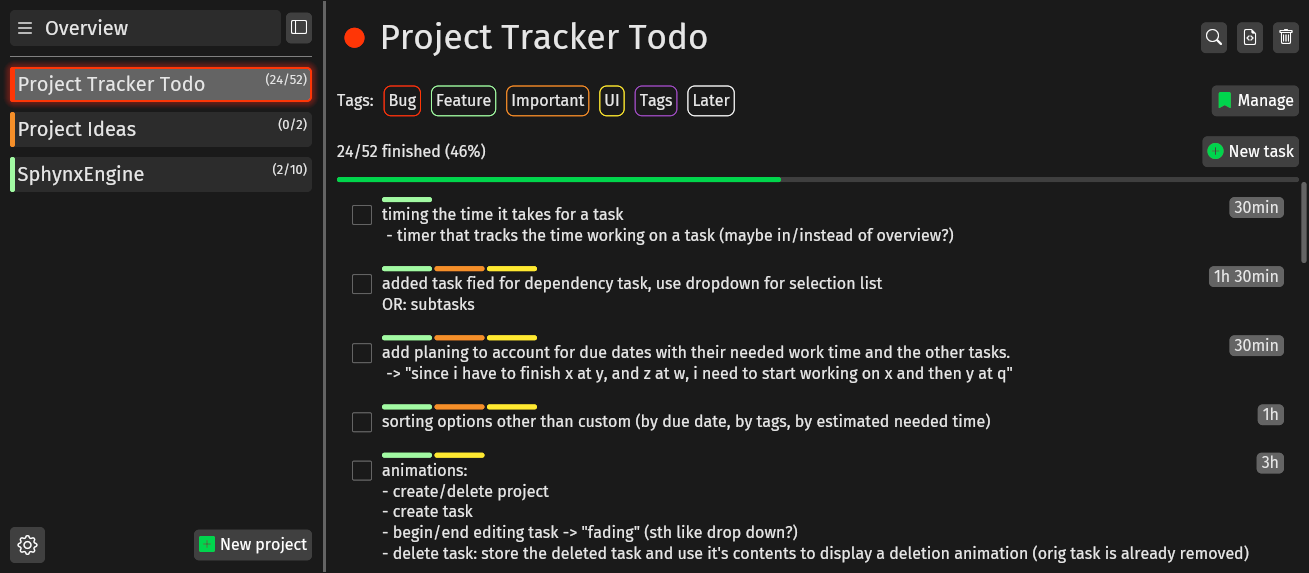 Overview
Project Tracker Todo (24/52)
Project Ideas (0/2)
SphynxEngine (2/10)
New project
Project Tracker Todo
Tags: Bug Feature Important UI Tags Later
Manage
24/52 finished (46%)
New task
timing the time it takes for a task
- timer that tracks the time working on a task (maybe in/instead of overview?)
30min
added task fied for dependency task, use dropdown for selection list
OR: subtasks
1h 30min
add planing to account for due dates with their needed work time and the other tasks.
-> "since i have to finish x at y, and z at w, i need to start working on x and then y at q"
30min
sorting options other than custom (by due date, by tags, by estimated needed time)
1h
animations:
- create/delete project
- create task
- begin/end editing task -> "fading" (sth like drop down?)
- delete task: store the deleted task and use it's contents to display a deletion animation (orig task is already removed)
3h